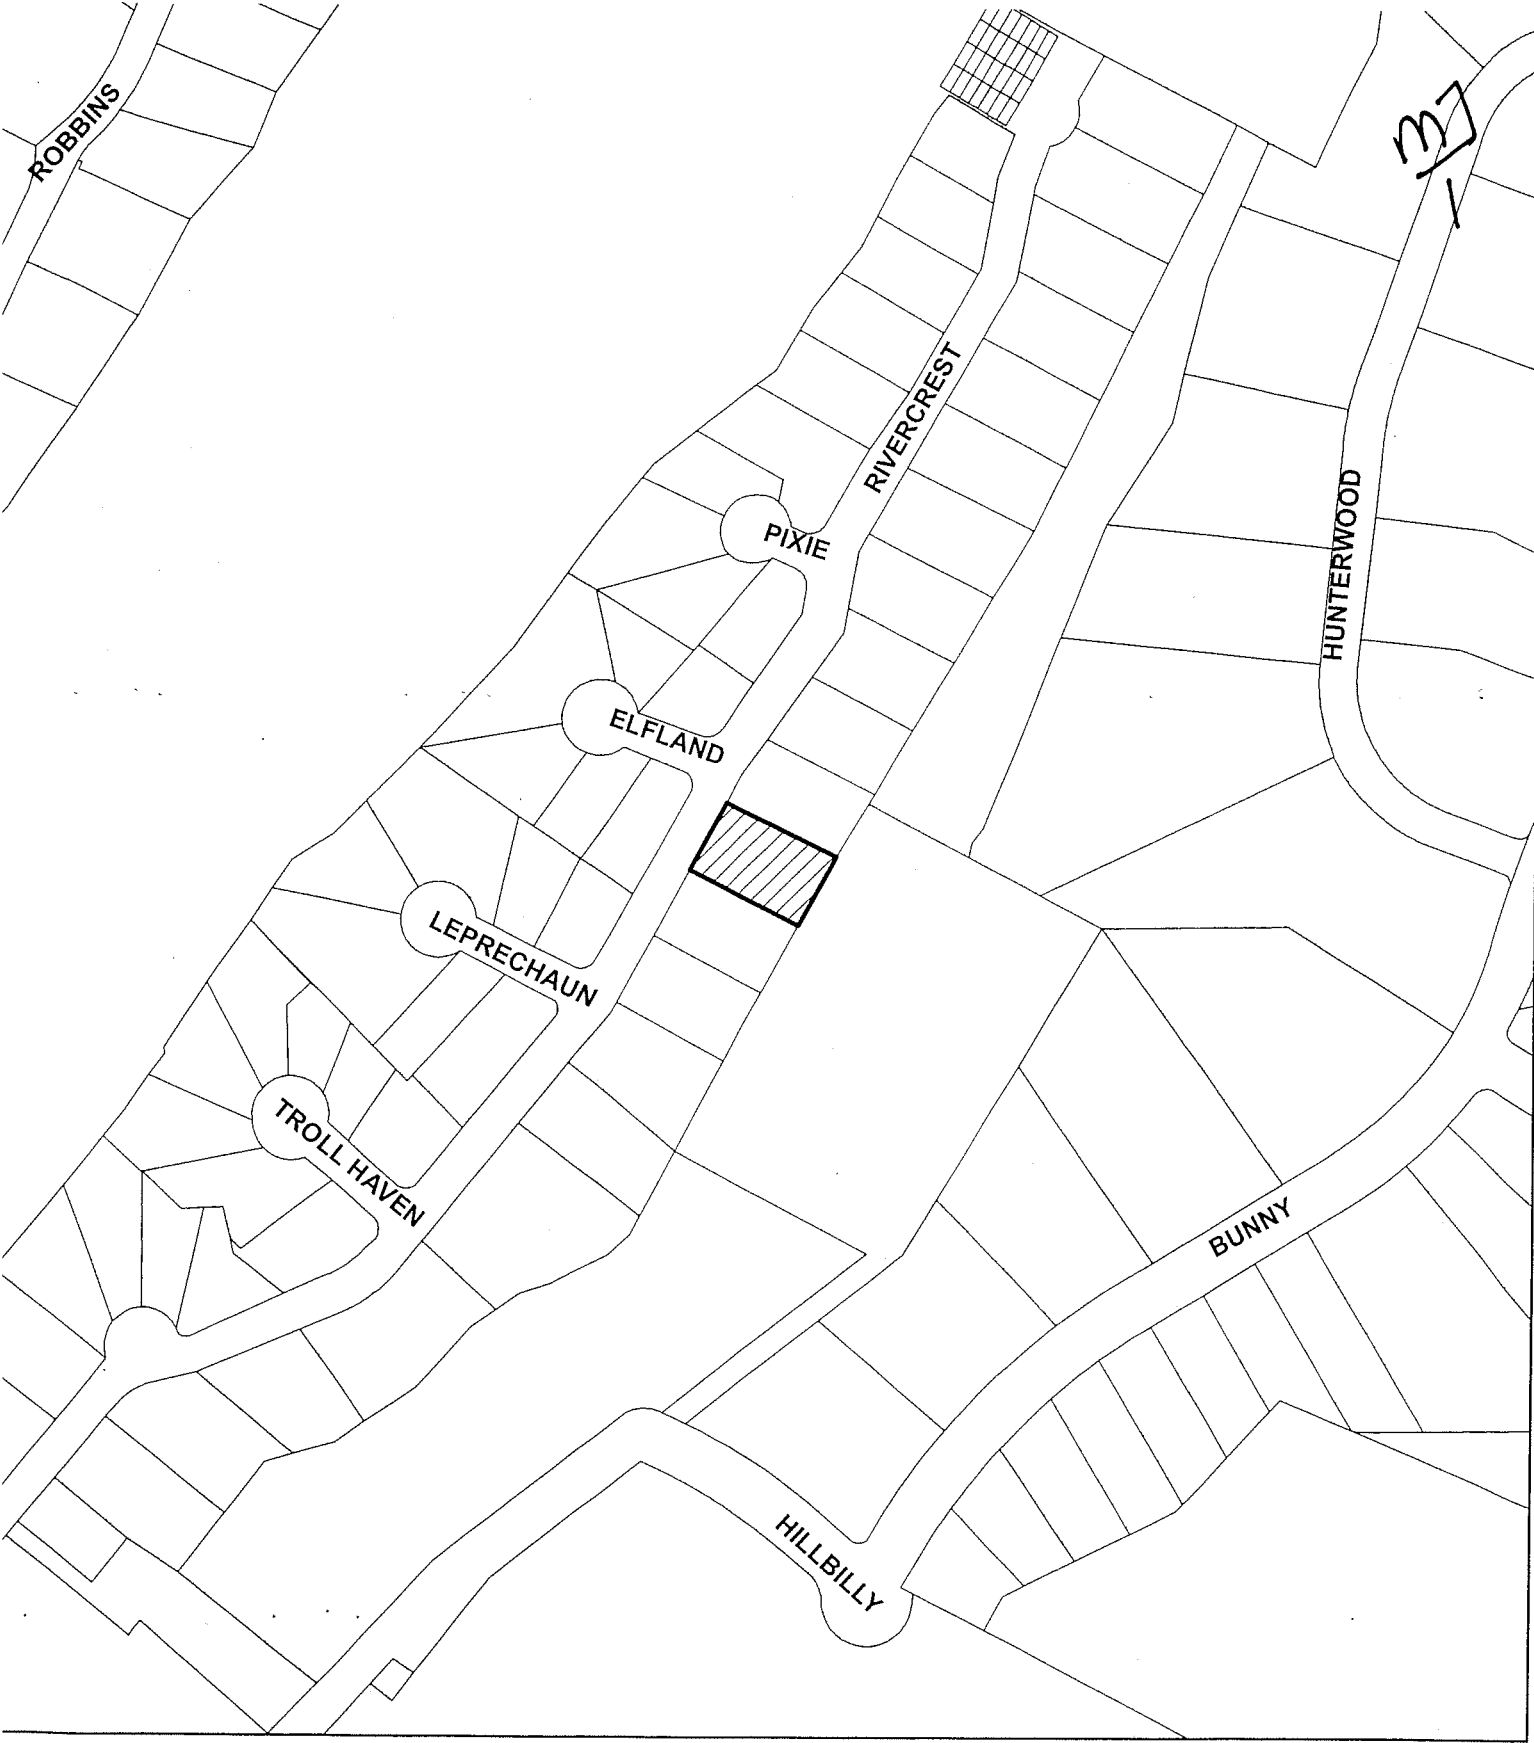 ROBBINS
RIVERCREST
PIXIE
HUNTERWOOD
ELFLAND
LEPRECHAUN
TROLL HAVEN
BUNNY
HILLBILLY